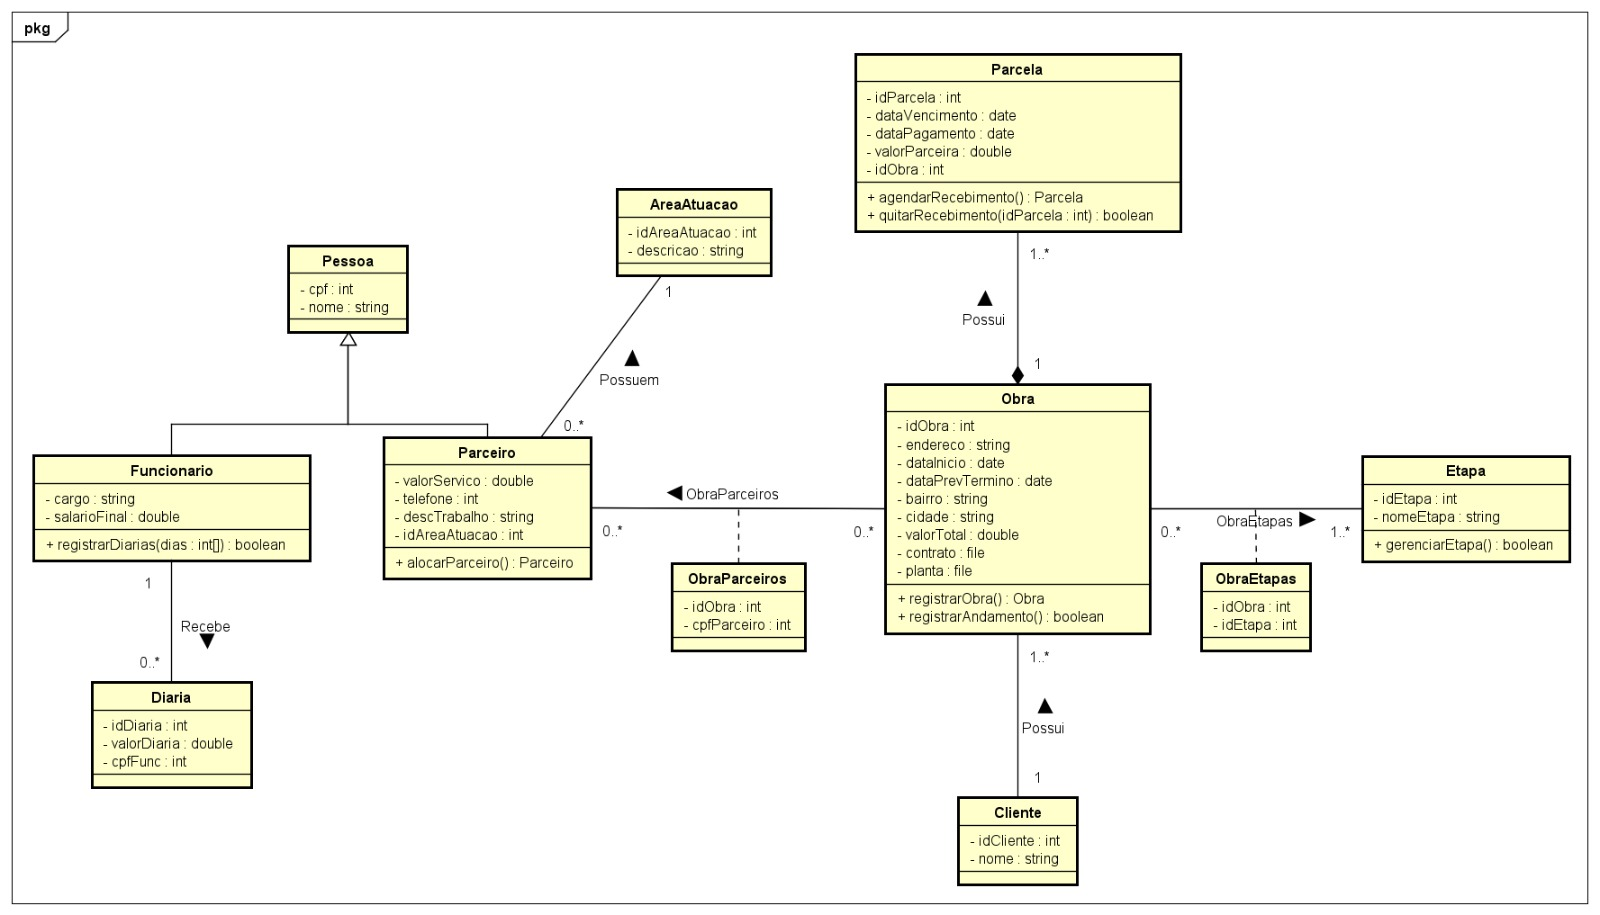 pkg
Parcela
- idParcela : int
- dataVencimento : date
- dataPagamento : date
- valorParceira : double
- idObra : int
+ agendarRecebimento() : Parcela
+ quitarRecebimento(idParcela : int) : boolean
AreaAtuacao
- idAreaAtuacao : int
- descricao : string
Pessoa
- cpf : int
- nome : string
1
Possuem
0..*
1..*
Possui
1
Funcionario
- cargo : string
- salarioFinal : double
+ registrarDiarias(dias : int[]) : boolean
Parceiro
- valorServico : double
- telefone : int
- descTrabalho : string
- idAreaAtuacao : int
+ alocarParceiro() : Parceiro
ObraParceiros
0..*
0..*
Obra
- idObra : int
- endereco : string
- dataInicio : date
- dataPrevTermino : date
- bairro : string
- cidade : string
- valorTotal : double
- contrato : file
- planta : file
+ registrarObra() : Obra
+ registrarAndamento() : boolean
ObraEtapas
0..*
1..*
Etapa
- idEtapa : int
- nomeEtapa : string
+ gerenciarEtapa() : boolean
ObraParceiros
- idObra : int
- cpfParceiro : int
ObraEtapas
- idObra : int
- idEtapa : int
1
Recebe
0..*
Diaria
- idDiaria : int
- valorDiaria : double
- cpfFunc : int
1..*
Possui
1
Cliente
- idCliente : int
- nome : string